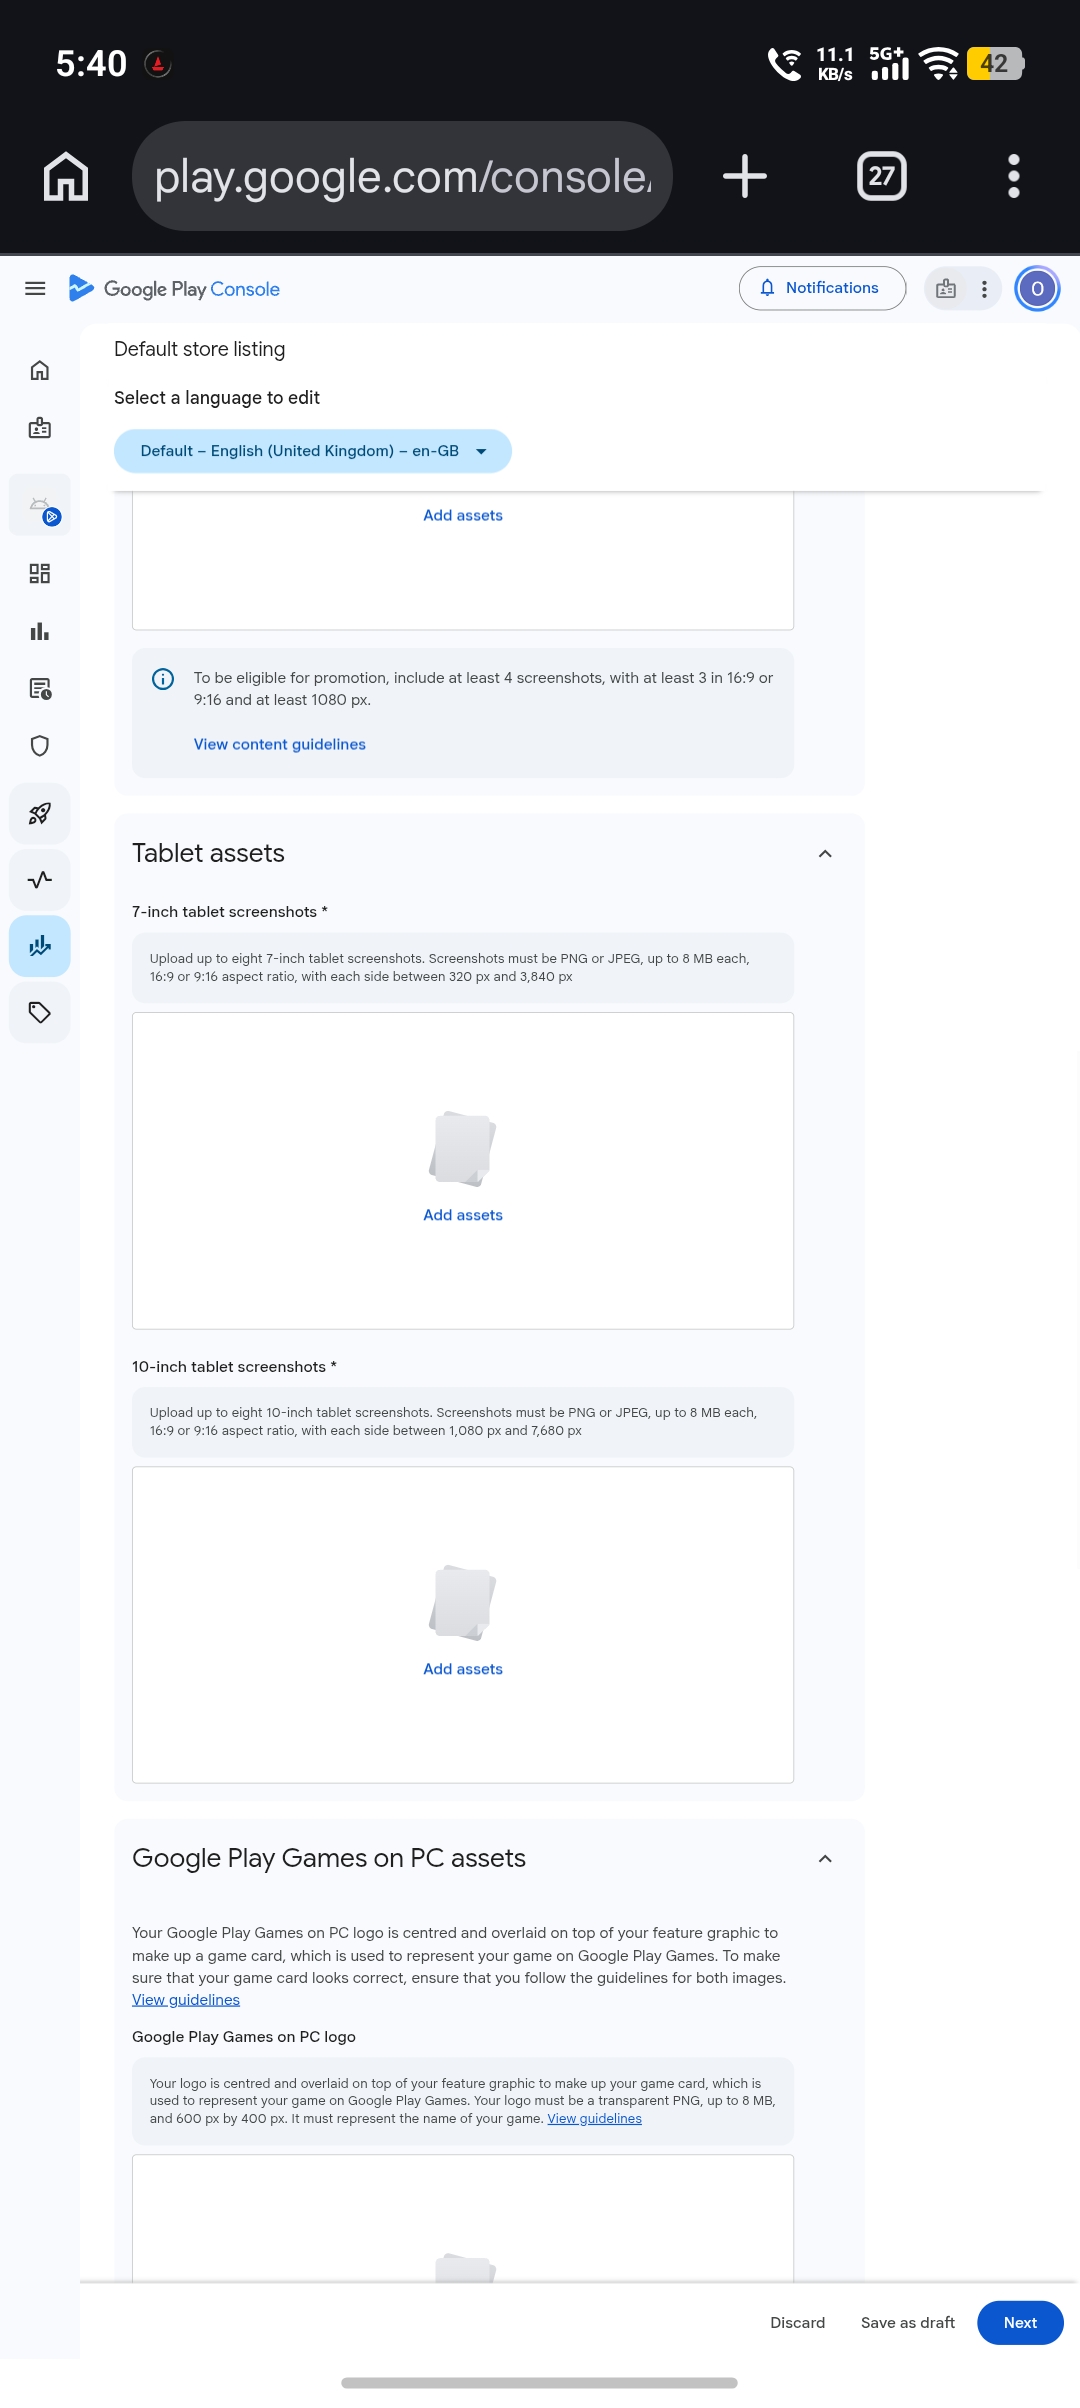 5:40
11.1
KB/s
5G+
42
play.google.com/console/
27
Google Play Console
Notifications
O
Default store listing
Select a language to edit
Default – English (United Kingdom) – en-GB
Add assets
To be eligible for promotion, include at least 4 screenshots, with at least 3 in 16:9 or
9:16 and at least 1080 px.
View content guidelines
Tablet assets
7-inch tablet screenshots *
Upload up to eight 7-inch tablet screenshots. Screenshots must be PNG or JPEG, up to 8 MB each,
16:9 or 9:16 aspect ratio, with each side between 320 px and 3,840 px
Add assets
10-inch tablet screenshots *
Upload up to eight 10-inch tablet screenshots. Screenshots must be PNG or JPEG, up to 8 MB each,
16:9 or 9:16 aspect ratio, with each side between 1,080 px and 7,680 px
Add assets
Google Play Games on PC assets
Your Google Play Games on PC logo is centred and overlaid on top of your feature graphic to
make up a game card, which is used to represent your game on Google Play Games. To make
sure that your game card looks correct, ensure that you follow the guidelines for both images.
View guidelines
Google Play Games on PC logo
Your logo is centred and overlaid on top of your feature graphic to make up your game card, which is
used to represent your game on Google Play Games. Your logo must be a transparent PNG, up to 8 MB,
and 600 px by 400 px. It must represent the name of your game. View guidelines
Discard
Save as draft
Next